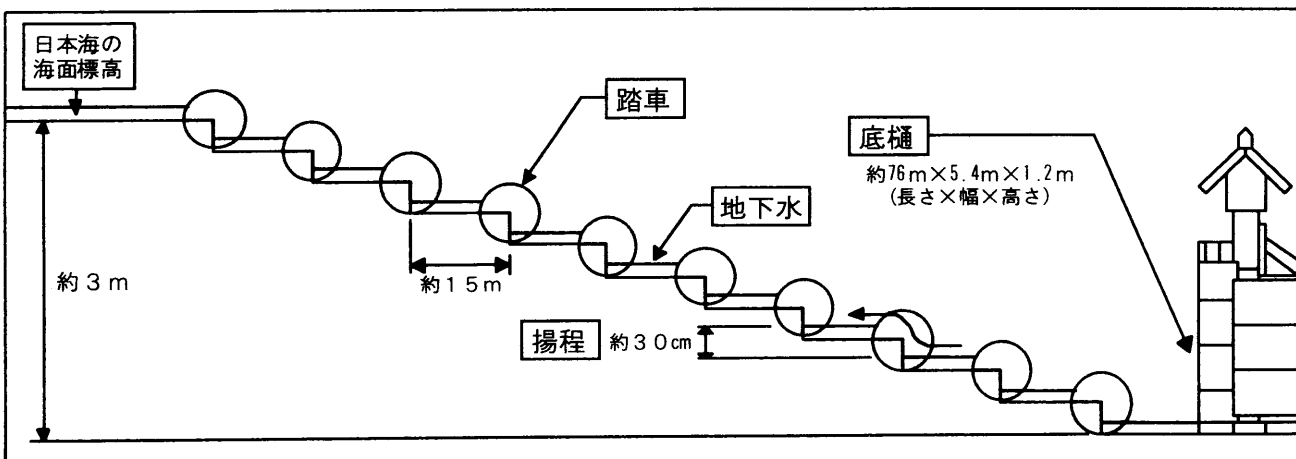 日本海の
海面標高
踏車
底樋
約76m×5.4m×1.2m
(長さ×幅×高さ)
地下水
約3m
約15m
揚程 約30cm